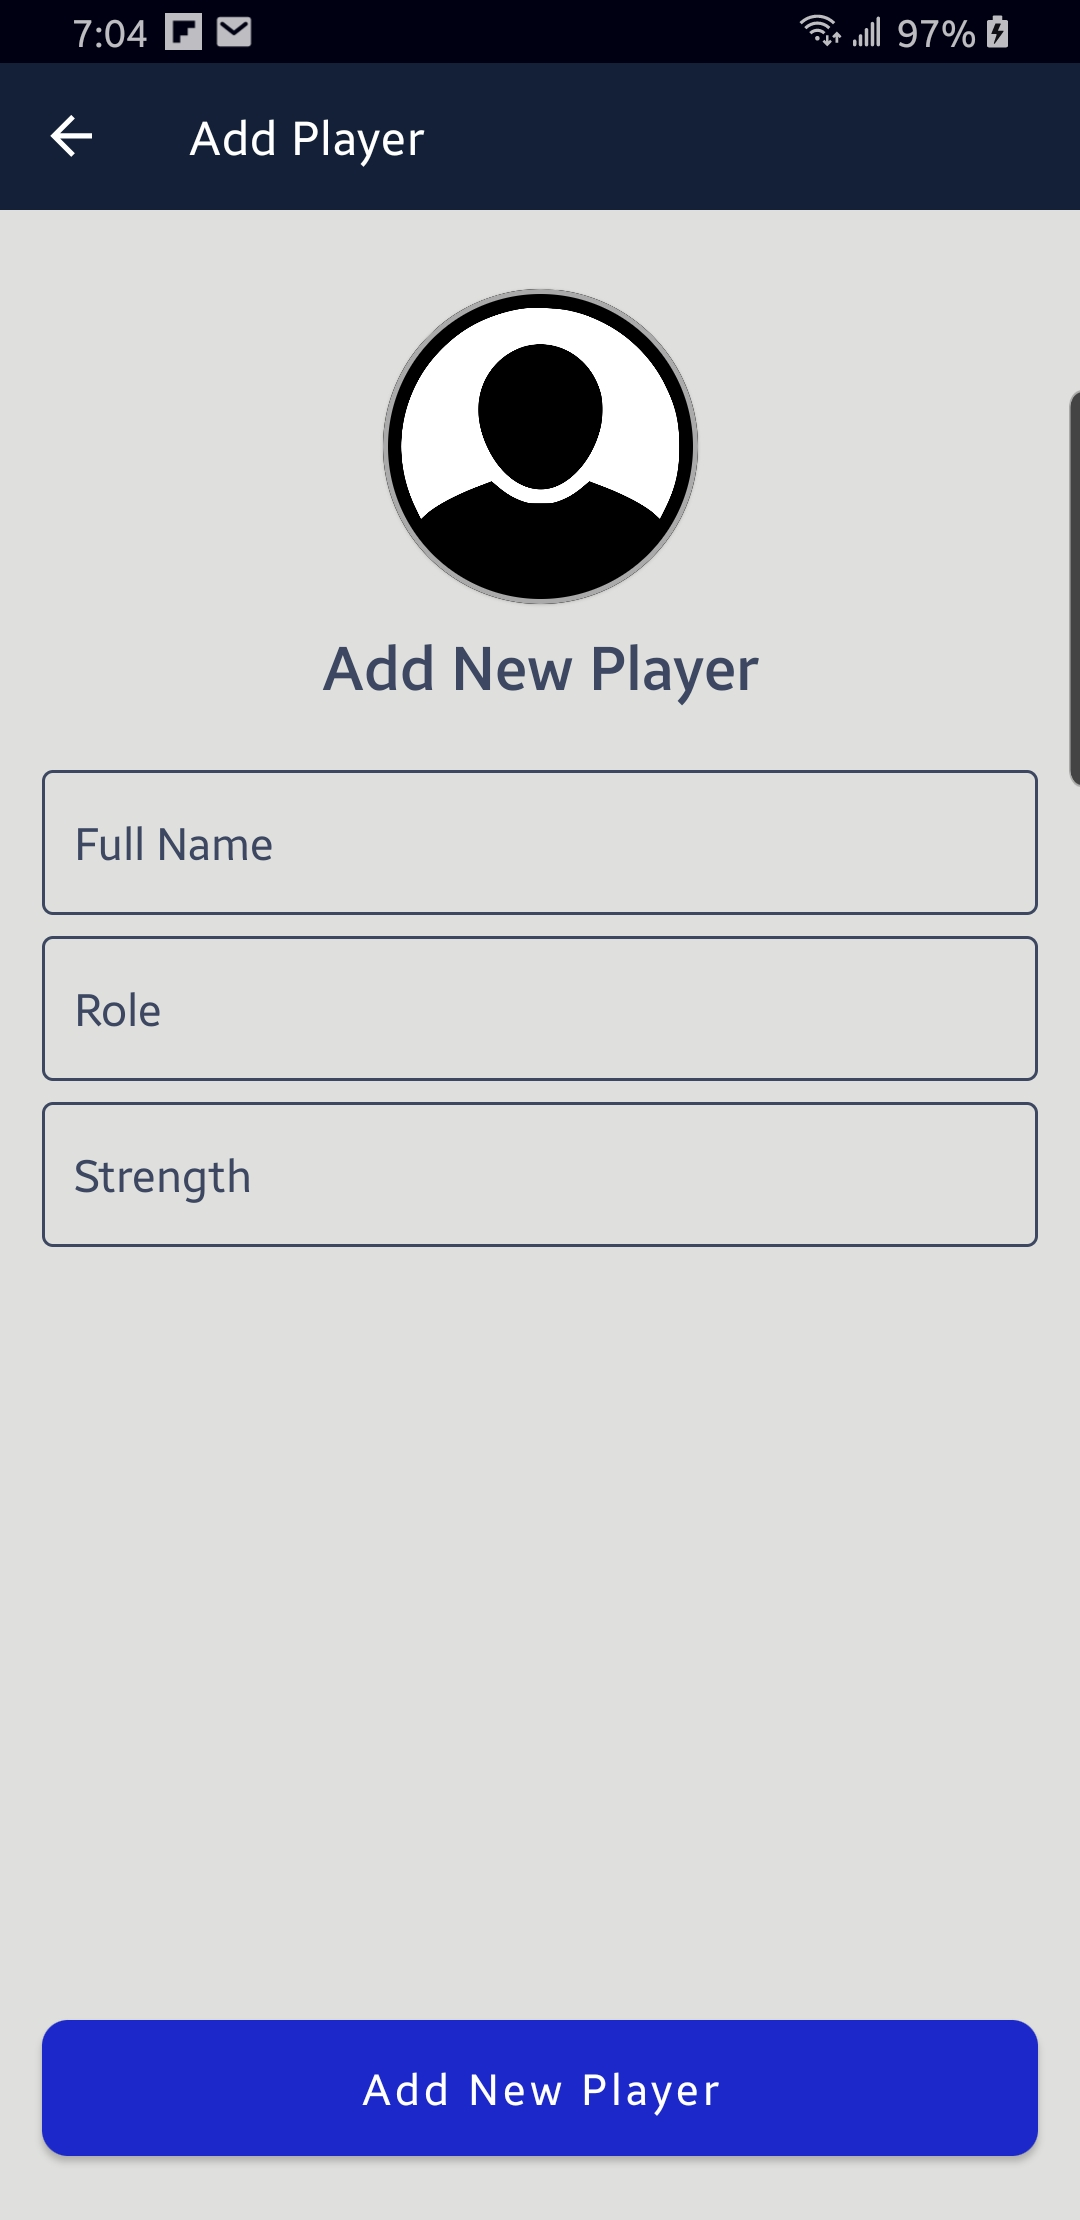 7:04 97%
Add Player
Add New Player
Full Name
Role
Strength
Add New Player